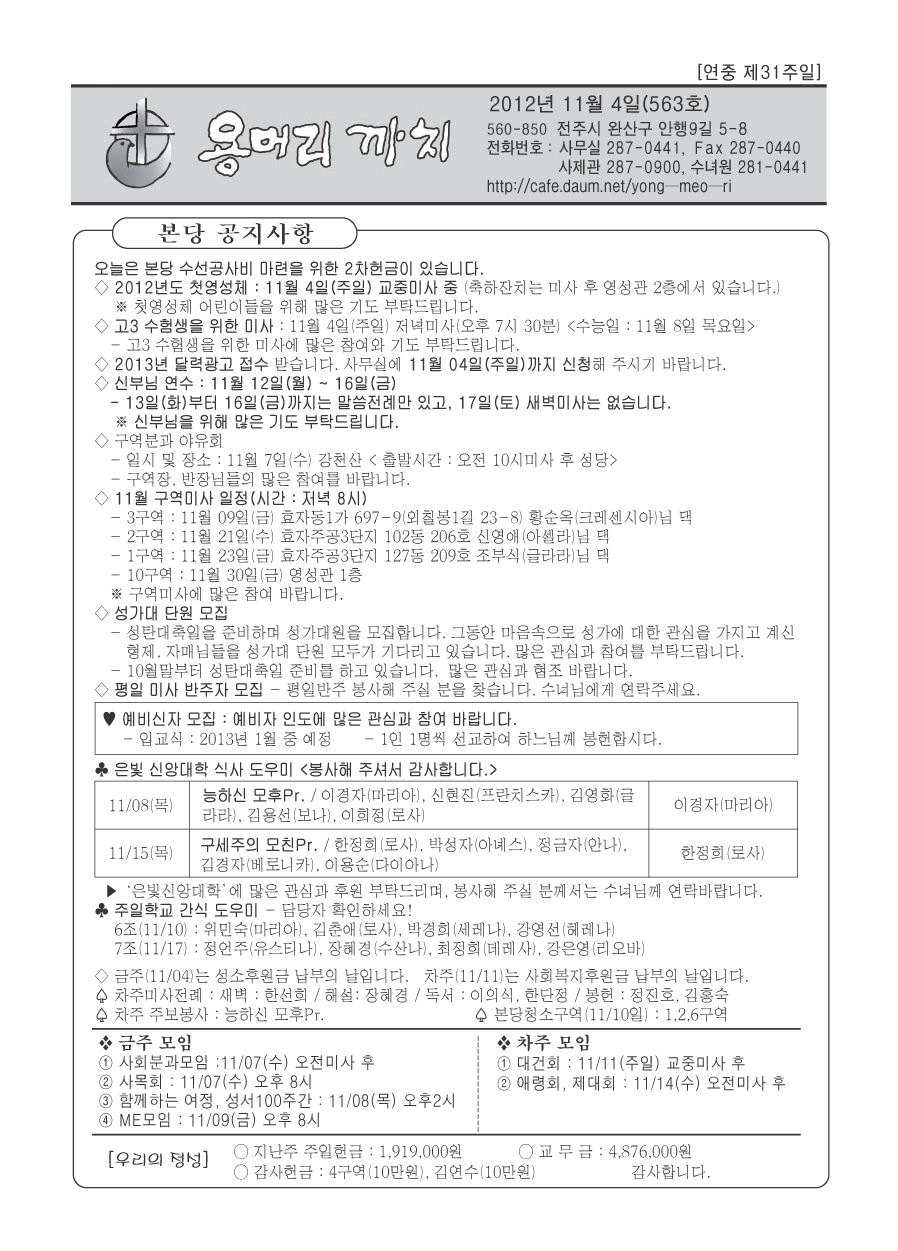 [연중 제31주일]
용머리 까치
2012년 11월 4일(563호)
560-850 전주시 완산구 안행9길 5-8
전화번호 : 사무실 287-0441, Fax 287-0440
사제관 287-0900, 수녀원 281-0441
http://cafe.daum.net/yong─meo─ri
본당 공지사항
오늘은 본당 수선공사비 마련을 위한 2차헌금이 있습니다.
◇ 2012년도 첫영성체 : 11월 4일(주일) 교중미사 중 (축하잔치는 미사 후 영성관 2층에서 있습니다.)
※ 첫영성체 어린이들을 위해 많은 기도 부탁드립니다.
◇ 고3 수험생을 위한 미사 : 11월 4일(주일) 저녁미사(오후 7시 30분) <수능일 : 11월 8일 목요일>
- 고3 수험생을 위한 미사에 많은 참여와 기도 부탁드립니다.
◇ 2013년 달력광고 접수 받습니다. 사무실에 11월 04일(주일)까지 신청해 주시기 바랍니다.
◇ 신부님 연수 : 11월 12일(월) ~ 16일(금)
- 13일(화)부터 16일(금)까지는 말씀전례만 있고, 17일(토) 새벽미사는 없습니다.
※ 신부님을 위해 많은 기도 부탁드립니다.
◇ 구역분과 야유회
- 일시 및 장소 : 11월 7일(수) 강천산 < 출발시간 : 오전 10시미사 후 성당>
- 구역장, 반장님들의 많은 참여를 바랍니다.
◇ 11월 구역미사 일정(시간 : 저녁 8시)
- 3구역 : 11월 09일(금) 효자동1가 697-9(외칠봉1길 23-8) 황순옥(크레센시아)님 댁
- 2구역 : 11월 21일(수) 효자주공3단지 102동 206호 신영애(아셀라)님 댁
- 1구역 : 11월 23일(금) 효자주공3단지 127동 209호 조부식(글라라)님 댁
- 10구역 : 11월 30일(금) 영성관 1층
※ 구역미사에 많은 참여 바랍니다.
◇ 성가대 단원 모집
- 성탄대축일을 준비하며 성가대원을 모집합니다. 그동안 마음속으로 성가에 대한 관심을 가지고 계신
형제. 자매님들을 성가대 단원 모두가 기다리고 있습니다. 많은 관심과 참여를 부탁드립니다.
- 10월말부터 성탄대축일 준비를 하고 있습니다. 많은 관심과 협조 바랍니다.
◇ 평일 미사 반주자 모집 - 평일반주 봉사해 주실 분을 찾습니다. 수녀님에게 연락주세요.
♥ 예비신자 모집 : 예비자 인도에 많은 관심과 참여 바랍니다.
- 입교식 : 2013년 1월 중 예정 - 1인 1명씩 선교하여 하느님께 봉헌합시다.
♣ 은빛 신앙대학 식사 도우미 <봉사해 주셔서 감사합니다.>
11/08(목) 능하신 모후Pr. / 이경자(마리아), 신현진(프란치스카), 김영화(글 이경자(마리아)
라라), 김용선(보나), 이희정(로사)
11/15(목) 구세주의 모친Pr. / 한정희(로사), 박성자(아녜스), 정급자(안나), 한정희(로사)
김경자(베로니카), 이용순(다이아나)
▶ '은빛신앙대학'에 많은 관심과 후원 부탁드리며, 봉사해 주실 분께서는 수녀님께 연락바랍니다.
♣ 주일학교 간식 도우미 - 담당자 확인하세요!
6조(11/10) : 위민숙(마리아), 김춘애(로사), 박경희(세레나), 강영선(헤레나)
7조(11/17) : 정언주(유스티나), 장혜경(수산나), 최정희(데레사), 강은영(리오바)
◇ 금주(11/04)는 성소후원금 납부의 날입니다. 차주(11/11)는 사회복지후원금 납부의 날입니다.
♤ 차주미사전례 : 새벽 : 한선희 / 해설: 장혜경 / 독서 : 이의식, 한단정 / 봉헌 : 정진호, 김홍숙
♤ 차주 주보봉사 : 능하신 모후Pr. ♤ 본당청소구역(11/10일) : 1,2,6구역
❖ 금주 모임
① 사회분과모임 :11/07(수) 오전미사 후
② 사목회 : 11/07(수) 오후 8시
③ 함께하는 여정, 성서100주간 : 11/08(목) 오후2시
④ ME모임 : 11/09(금) 오후 8시
❖ 차주 모임
① 대건회 : 11/11(주일) 교중미사 후
② 애령회, 제대회 : 11/14(수) 오전미사 후
[우리의 정성]
○ 지난주 주일헌금 : 1,919,000원 ○ 교 무 금 : 4,876,000원
○ 감사헌금 : 4구역(10만원), 김연수(10만원) 감사합니다.